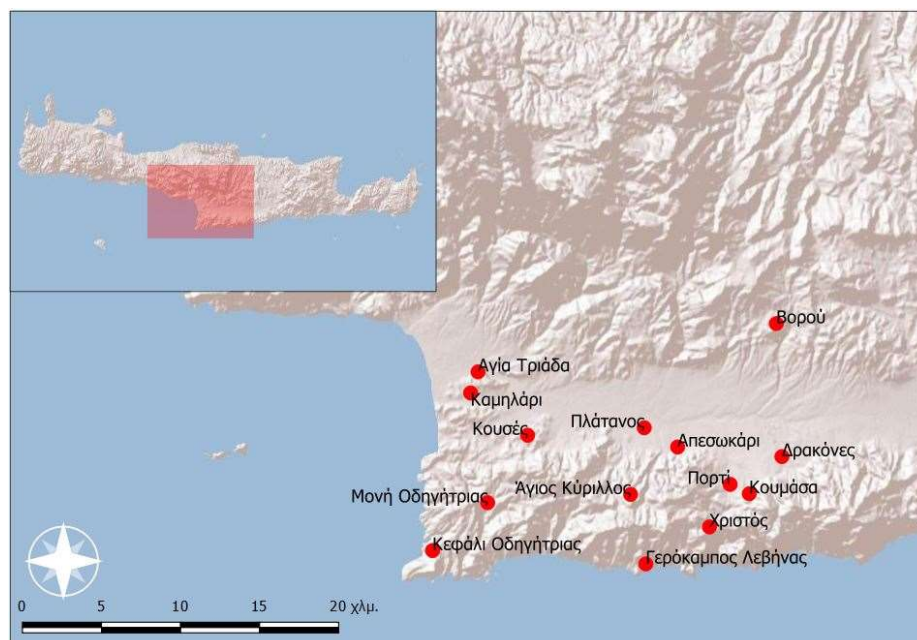 Βορού
Αγία Τριάδα
Καμηλάρι
Κουσές
Πλάτανος
Απεσωκάρι
Δρακόνες
Πορτί
Κουμάσα
Μονή Οδηγήτριας
Άγιος Κύριλλος
Χριστός
Κεφάλι Οδηγήτριας
Γερόκαμπος Λεβήνας
0 5 10 15 20 χλμ.